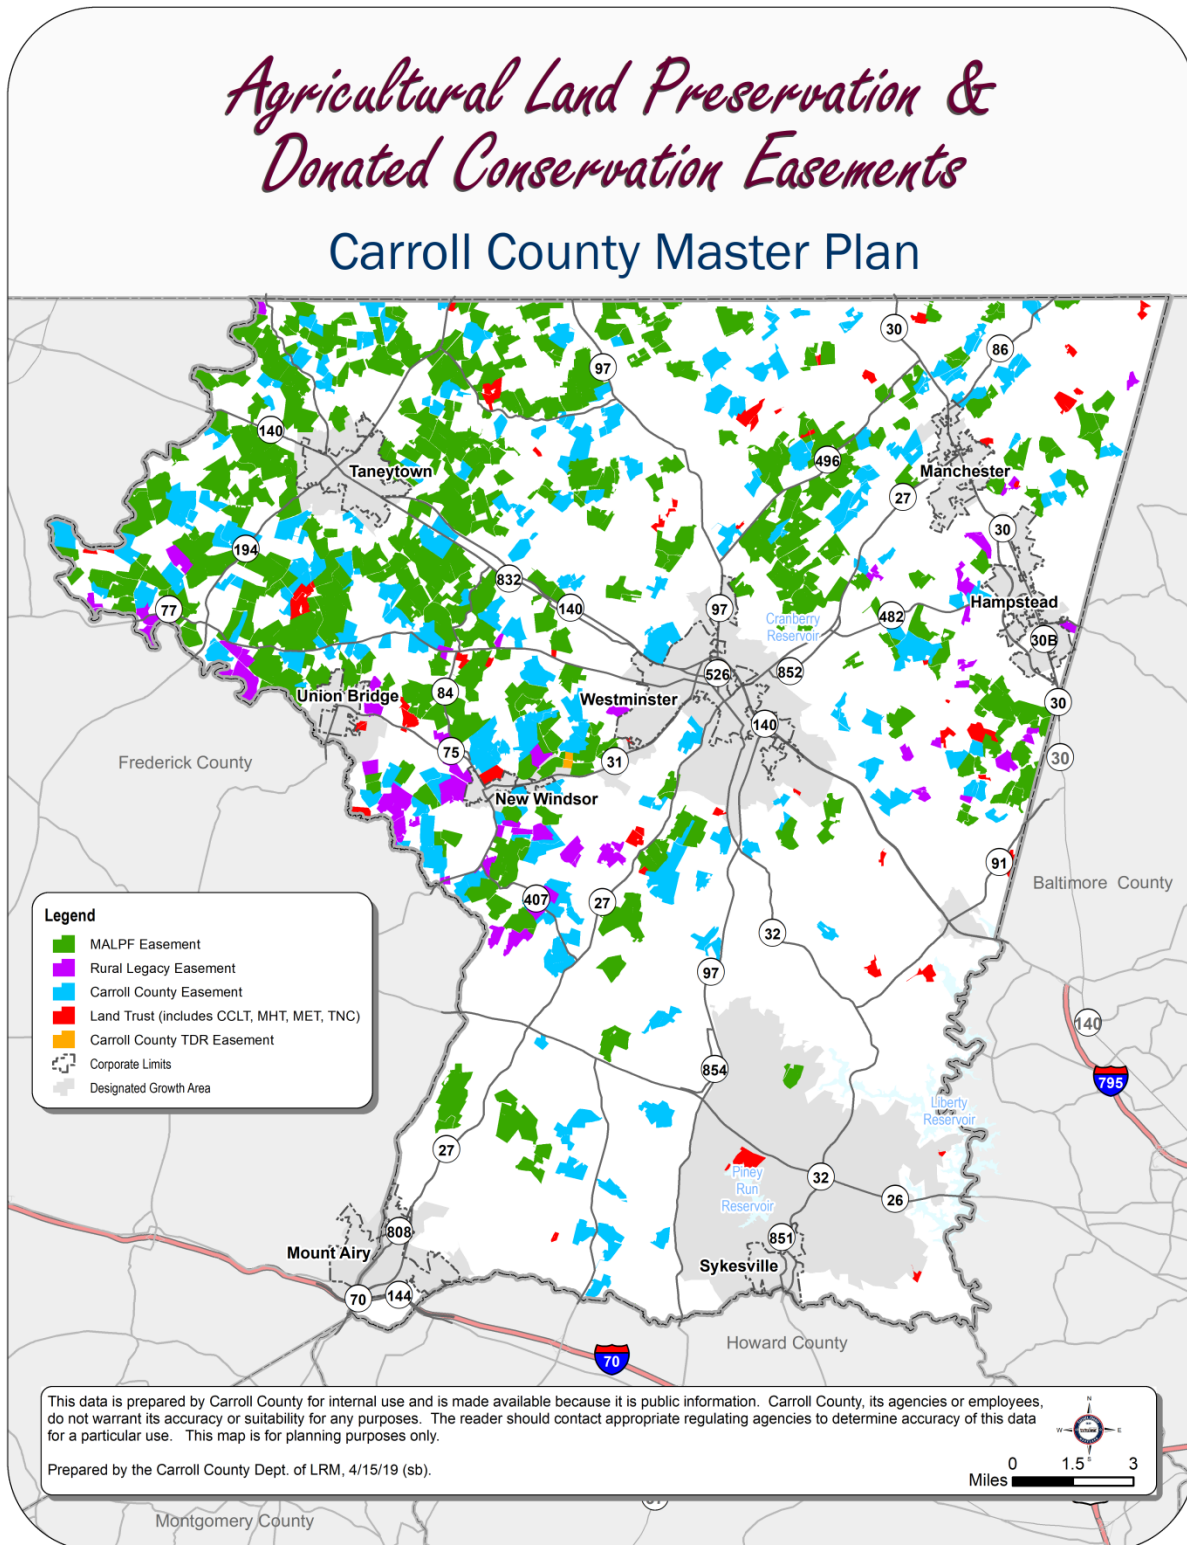 Agricultural Land Preservation &
Donated Conservation Easements
Carroll County Master Plan
30
86
97
140
Taneytown
496
Manchester
27
30
194
832
77
140
97
Cranberry
Reservoir
482
Hampstead
30B
526
852
Union Bridge
84
Westminster
30
140
75
31
30
Frederick County
New Windsor
91
Baltimore County
407
27
32
97
Legend
MALPF Easement
Rural Legacy Easement
Carroll County Easement
Land Trust (includes CCLT, MHT, MET, TNC)
Carroll County TDR Easement
Corporate Limits
Designated Growth Area
140
854
795
Liberty
Reservoir
27
Piney
Run
Reservoir
32
26
808
851
Mount Airy
Sykesville
70
144
Howard County
70
This data is prepared by Carroll County for internal use and is made available because it is public information. Carroll County, its agencies or employees,
do not warrant its accuracy or suitability for any purposes. The reader should contact appropriate regulating agencies to determine accuracy of this data
for a particular use. This map is for planning purposes only.
Prepared by the Carroll County Dept. of LRM, 4/15/19 (sb).
N
W
E
S
0 1.5 3
Miles
Montgomery County